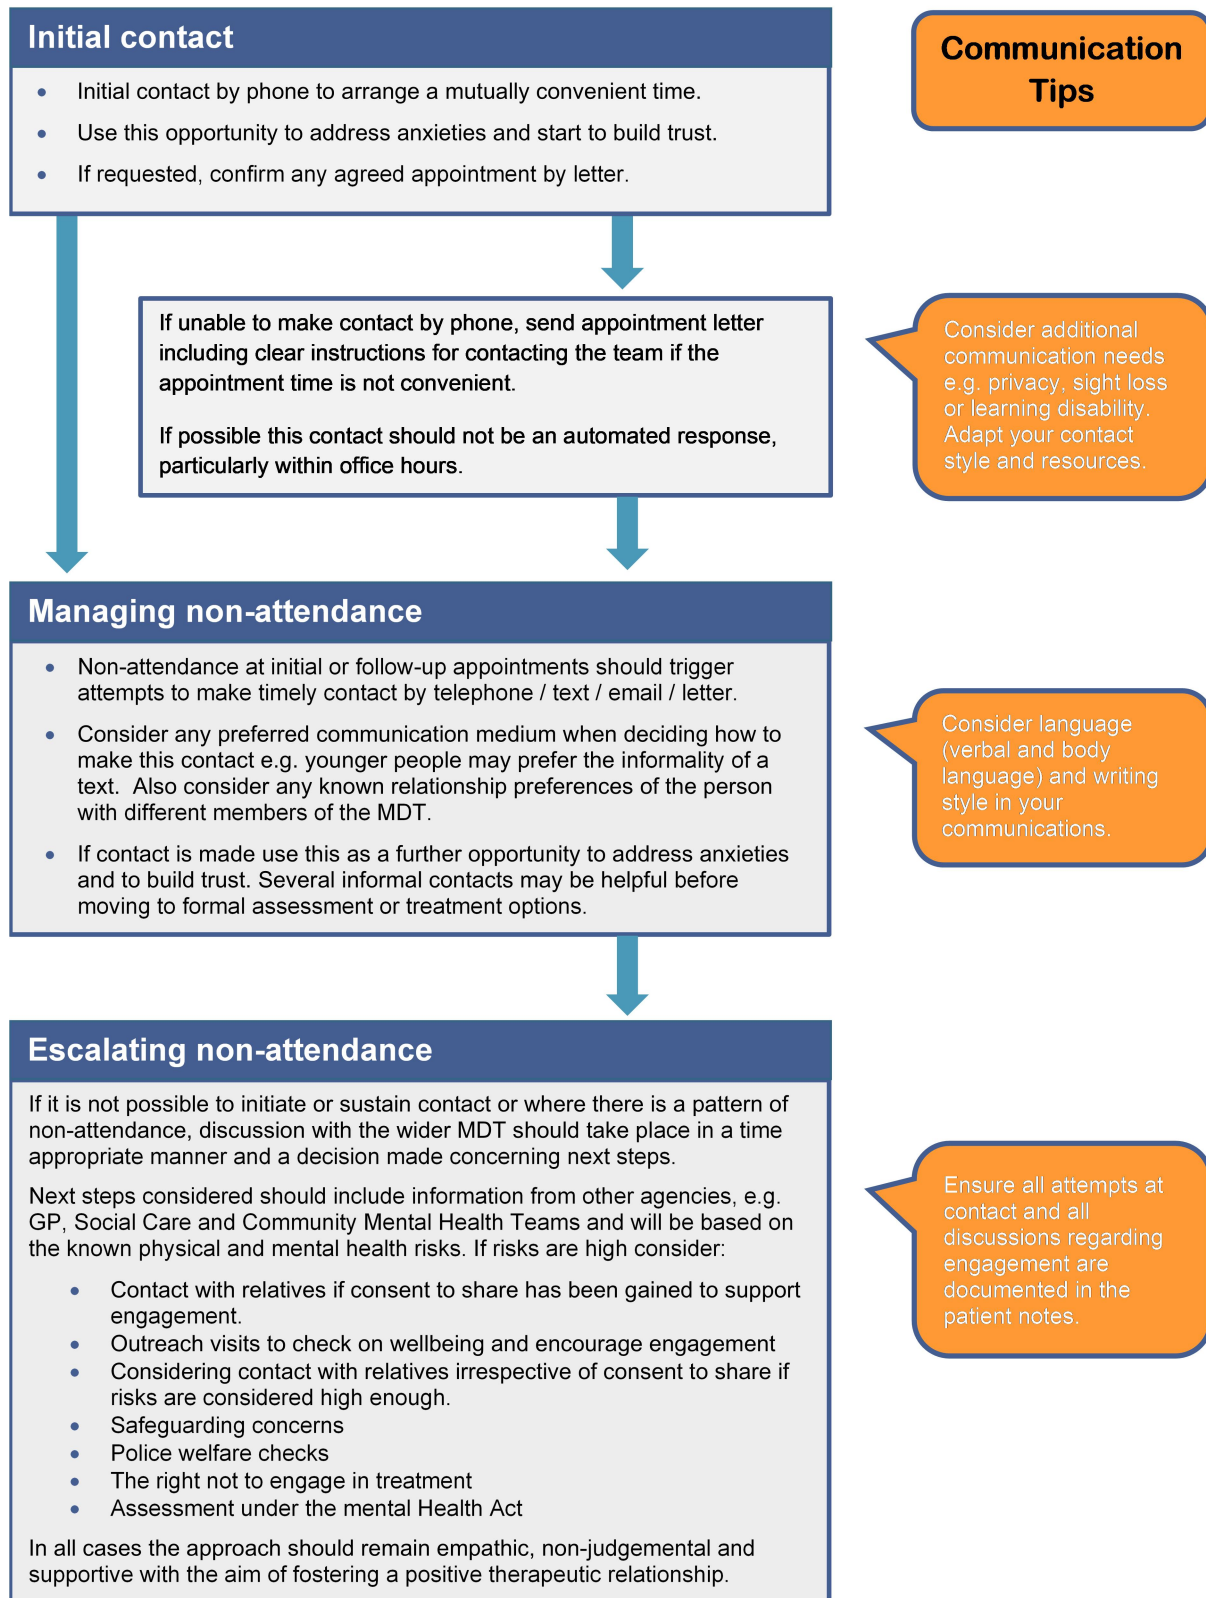 Initial contact
• Initial contact by phone to arrange a mutually convenient time.
• Use this opportunity to address anxieties and start to build trust.
• If requested, confirm any agreed appointment by letter.
Communication
Tips
If unable to make contact by phone, send appointment letter
including clear instructions for contacting the team if the
appointment time is not convenient.
If possible this contact should not be an automated response,
particularly within office hours.
Consider additional
communication needs
e.g. privacy, sight loss
or learning disability.
Adapt your contact
style and resources.
Managing non-attendance
• Non-attendance at initial or follow-up appointments should trigger
attempts to make timely contact by telephone / text / email / letter.
• Consider any preferred communication medium when deciding how to
make this contact e.g. younger people may prefer the informality of a
text.  Also consider any known relationship preferences of the person
with different members of the MDT.
• If contact is made use this as a further opportunity to address anxieties
and to build trust. Several informal contacts may be helpful before
moving to formal assessment or treatment options.
Consider language
(verbal and body
language) and writing
style in your
communications.
Escalating non-attendance
If it is not possible to initiate or sustain contact or where there is a pattern of
non-attendance, discussion with the wider MDT should take place in a time
appropriate manner and a decision made concerning next steps.
Next steps considered should include information from other agencies, e.g.
GP, Social Care and Community Mental Health Teams and will be based on
the known physical and mental health risks. If risks are high consider:
• Contact with relatives if consent to share has been gained to support
engagement.
• Outreach visits to check on wellbeing and encourage engagement
• Considering contact with relatives irrespective of consent to share if
risks are considered high enough.
• Safeguarding concerns
• Police welfare checks
• The right not to engage in treatment
• Assessment under the mental Health Act
In all cases the approach should remain empathic, non-judgemental and
supportive with the aim of fostering a positive therapeutic relationship.
Ensure all attempts at
contact and all
discussions regarding
engagement are
documented in the
patient notes.